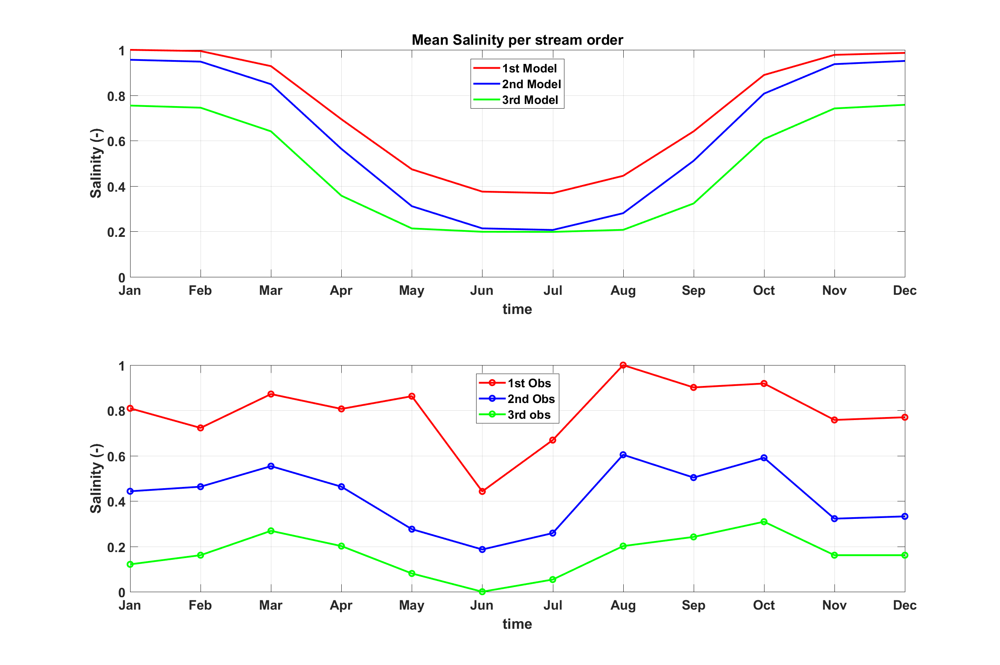 Mean Salinity per stream order
1
0.8
0.6
0.4
0.2
0
Salinity (-)
1st Model
2nd Model
3rd Model
Jan Feb Mar Apr May Jun Jul Aug Sep Oct Nov Dec
time
1
0.8
0.6
0.4
0.2
0
Salinity (-)
1st Obs
2nd Obs
3rd obs
Jan Feb Mar Apr May Jun Jul Aug Sep Oct Nov Dec
time